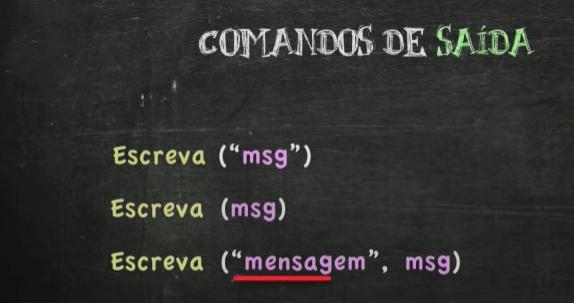 COMANDOS DE SAÍDA
Escreva (“msg”)
Escreva (msg)
Escreva (“mensagem”, msg)